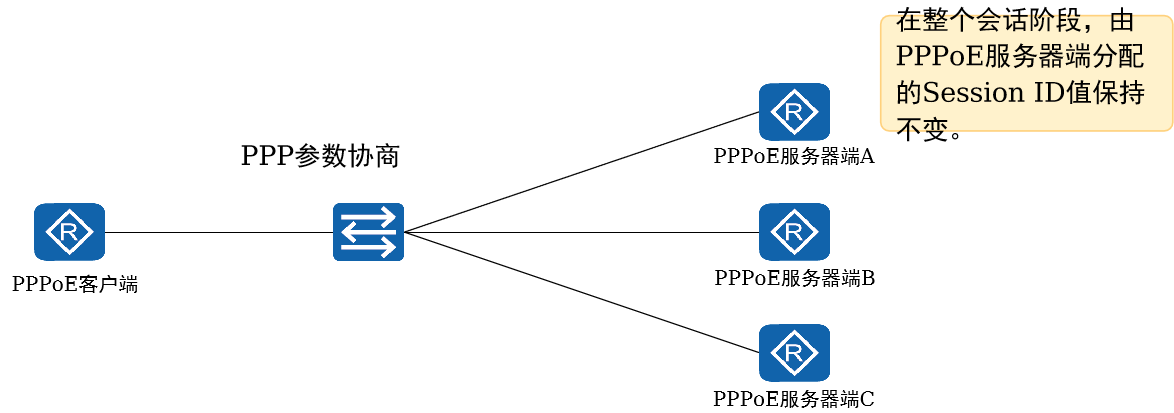 在整个会话阶段，由
PPPoE服务器端分配
的Session ID值保持
不变。
R
PPPoE服务器端A
PPP参数协商
R
PPPoE客户端
R
PPPoE服务器端B
R
PPPoE服务器端C